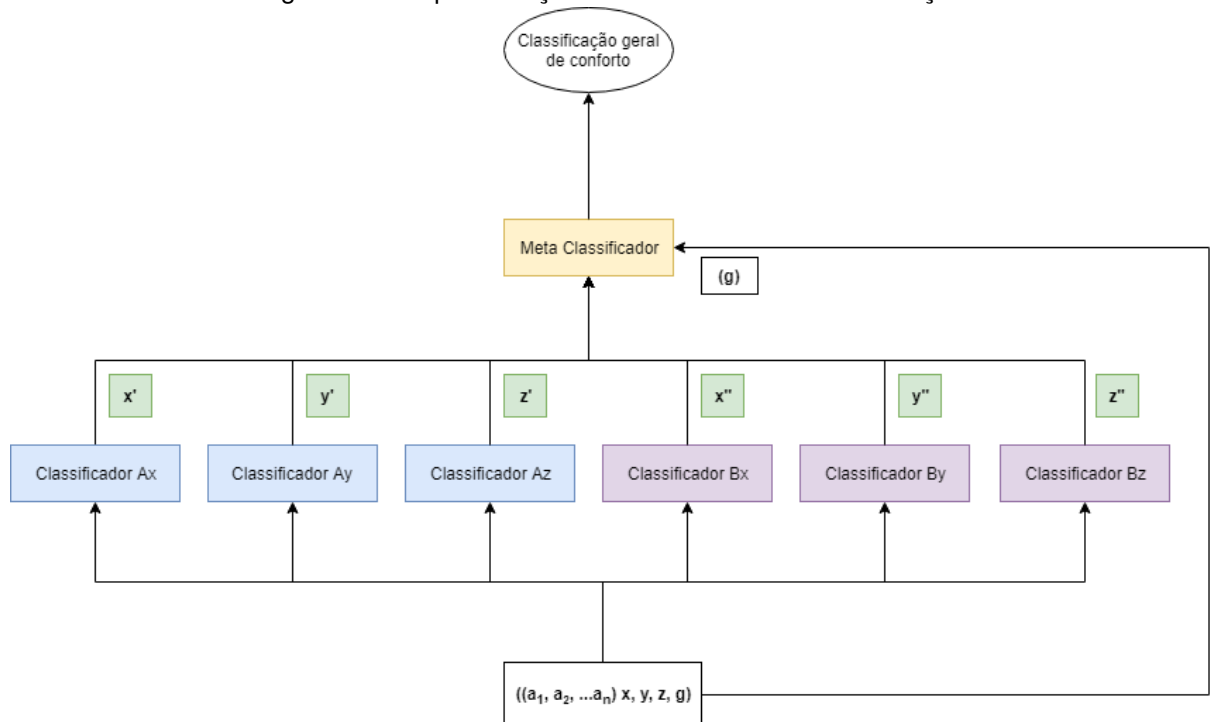 Classificação geral
de conforto
Meta Classificador
(g)
x'
y'
z'
x"
y"
z"
Classificador Ax
Classificador Ay
Classificador Az
Classificador Bx
Classificador By
Classificador Bz
((a₁, a₂, ...aₙ) x, y, z, g)